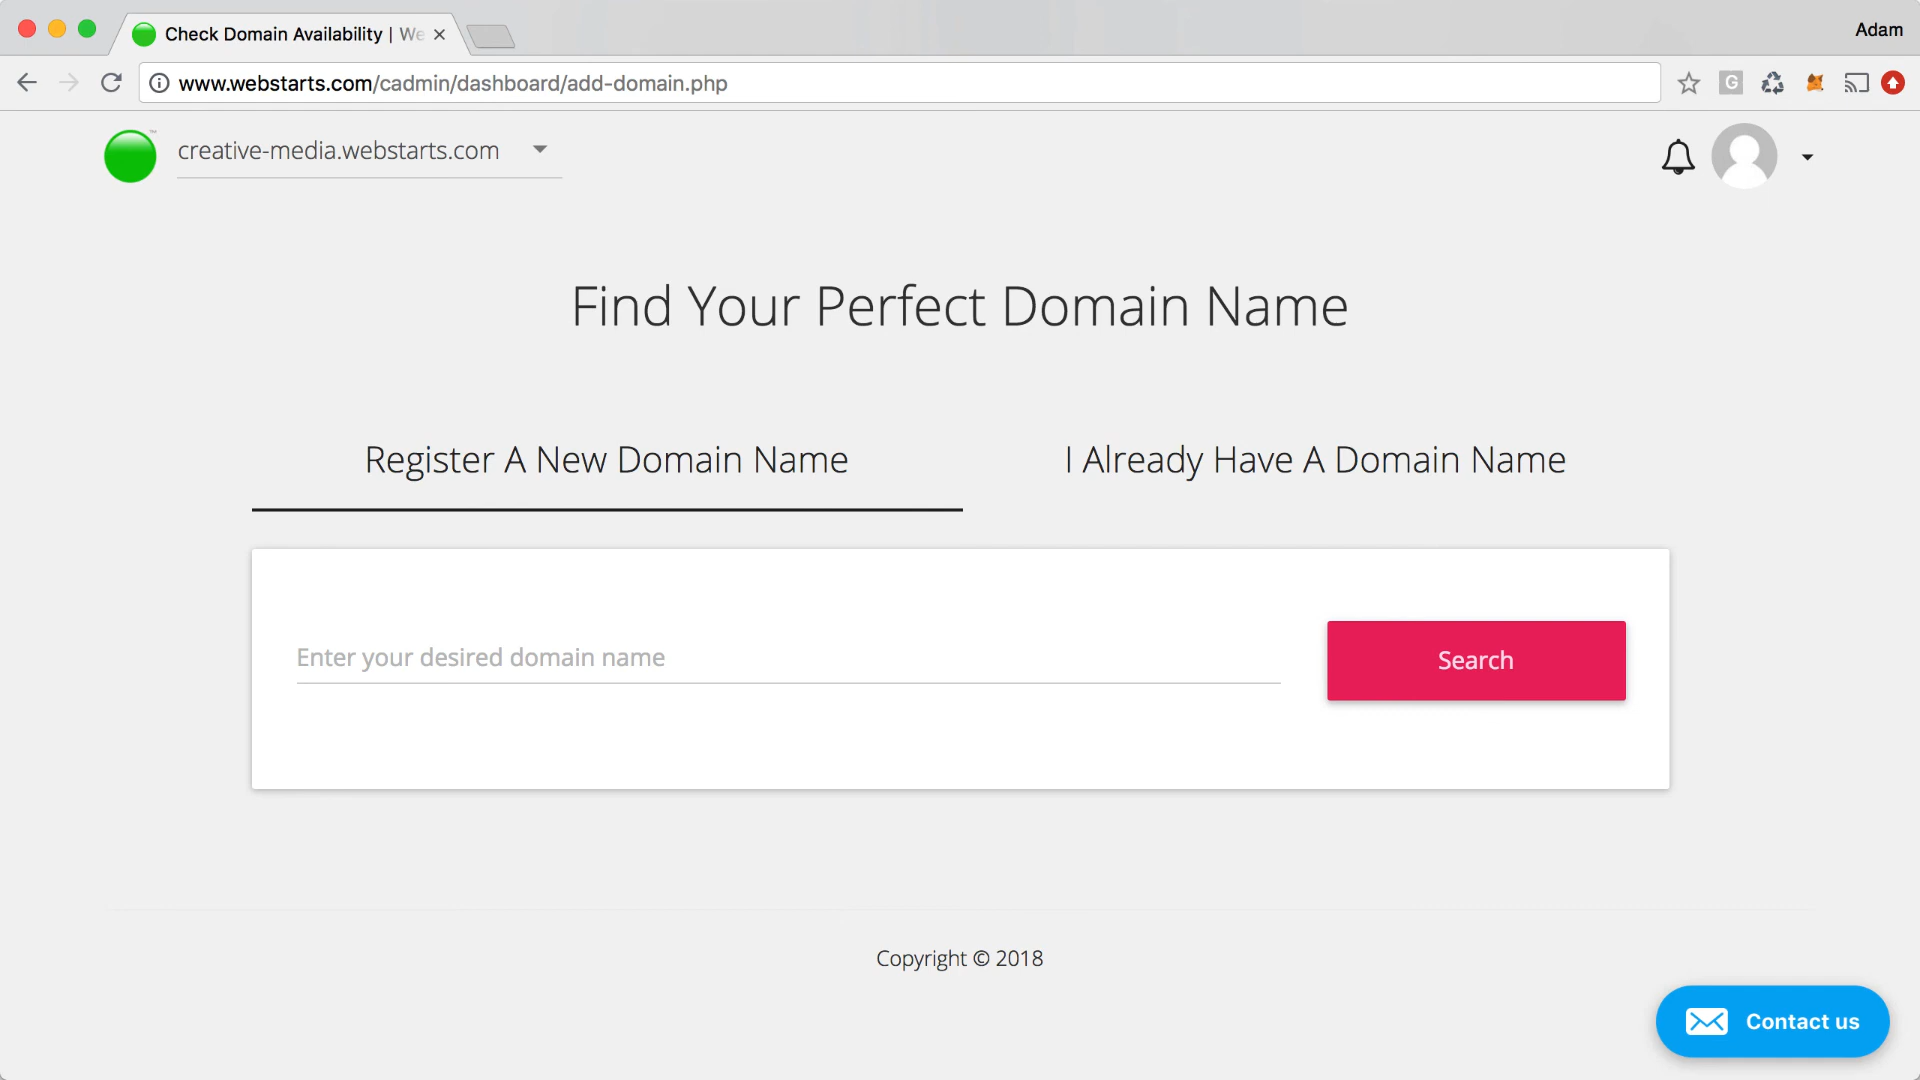 Check Domain Availability | We
Adam
www.webstarts.com/cadmin/dashboard/add-domain.php
G
creative-media.webstarts.com
Find Your Perfect Domain Name
Register A New Domain Name
I Already Have A Domain Name
Enter your desired domain name
Search
Copyright © 2018
Contact us